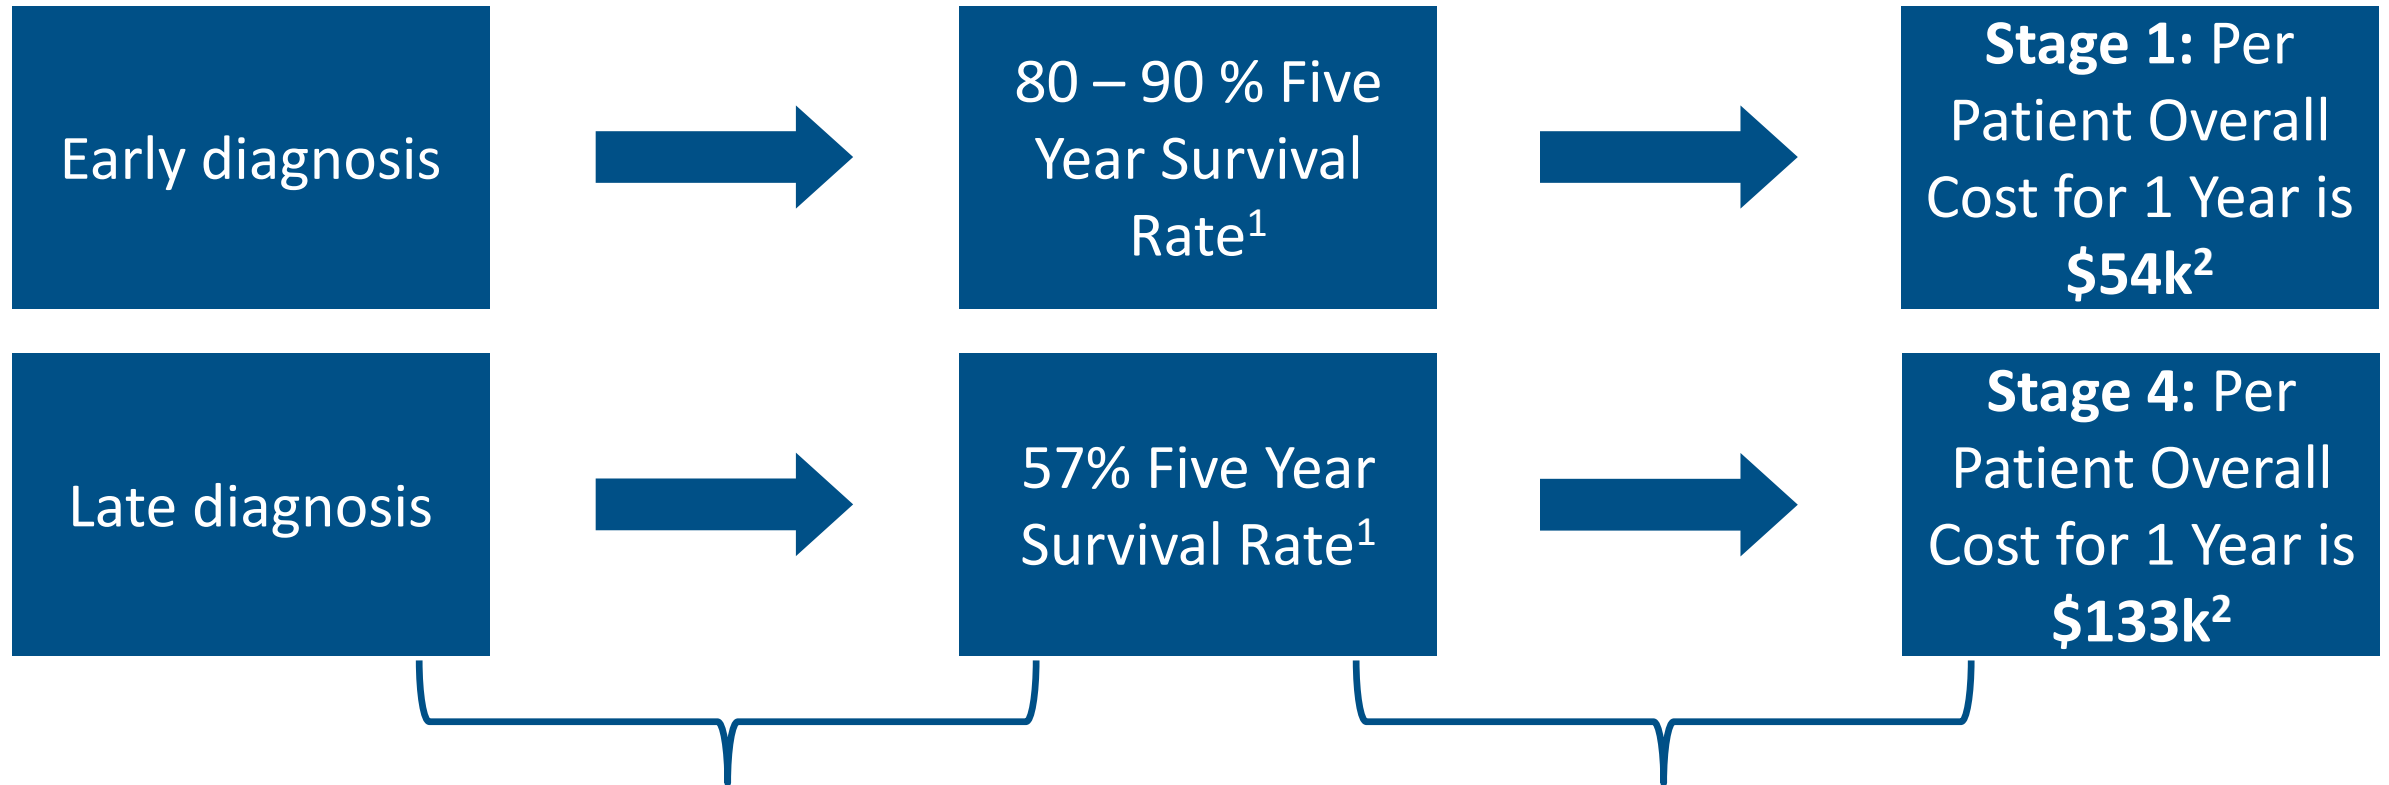 Early diagnosis
80 – 90 % Five
Year Survival
Rate¹
Stage 1: Per
Patient Overall
Cost for 1 Year is
$54k²
Late diagnosis
57% Five Year
Survival Rate¹
Stage 4: Per
Patient Overall
Cost for 1 Year is
$133k²